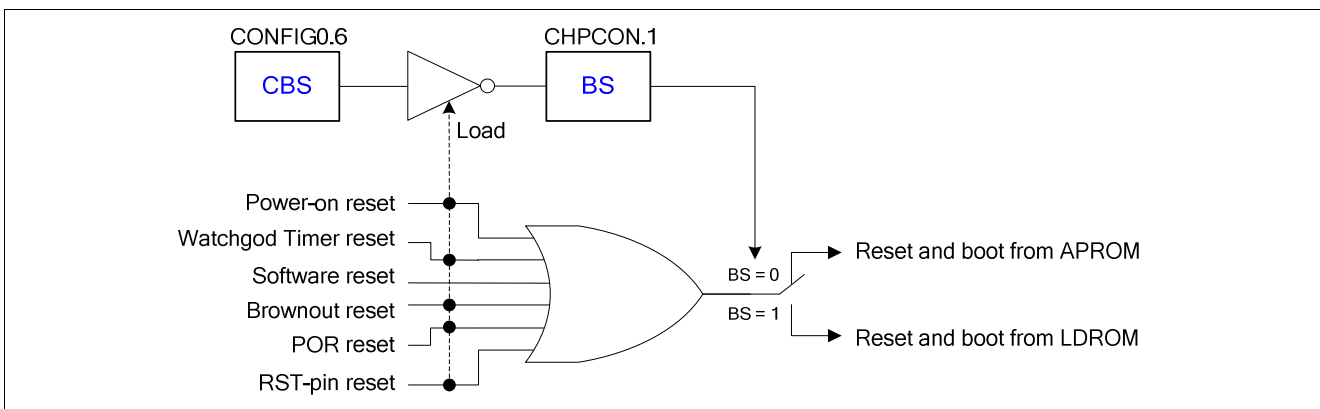 CONFIG0.6
CHPCON.1
CBS
BS
Load
Power-on reset
Watchgod Timer reset
Software reset
Brownout reset
POR reset
RST-pin reset
BS = 0
BS = 1
Reset and boot from APROM
Reset and boot from LDROM